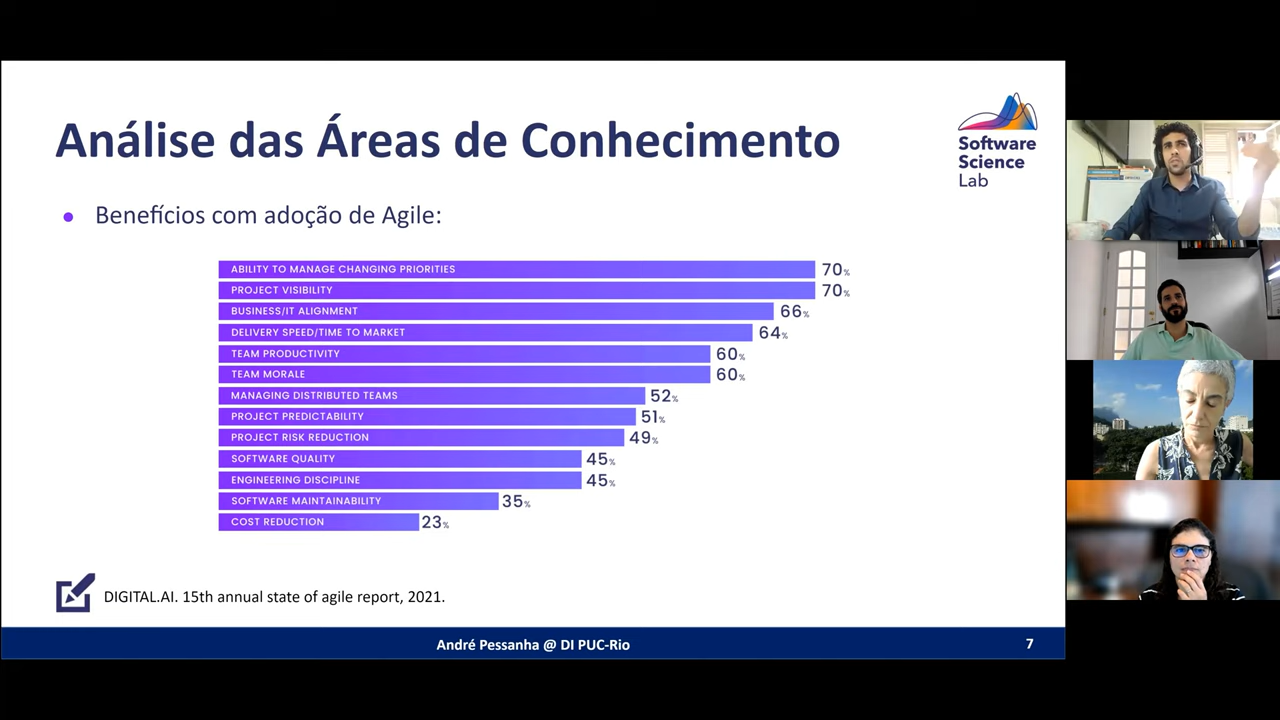 Análise das Áreas de Conhecimento
Software
Science
Lab
Benefícios com adoção de Agile:
ABILITY TO MANAGE CHANGING PRIORITIES 70%
PROJECT VISIBILITY 70%
BUSINESS/IT ALIGNMENT 66%
DELIVERY SPEED/TIME TO MARKET 64%
TEAM PRODUCTIVITY 60%
TEAM MORALE 60%
MANAGING DISTRIBUTED TEAMS 52%
PROJECT PREDICTABILITY 51%
PROJECT RISK REDUCTION 49%
SOFTWARE QUALITY 45%
ENGINEERING DISCIPLINE 45%
SOFTWARE MAINTAINABILITY 35%
COST REDUCTION 23%
DIGITAL.AI. 15th annual state of agile report, 2021.
André Pessanha @ DI PUC-Rio 7